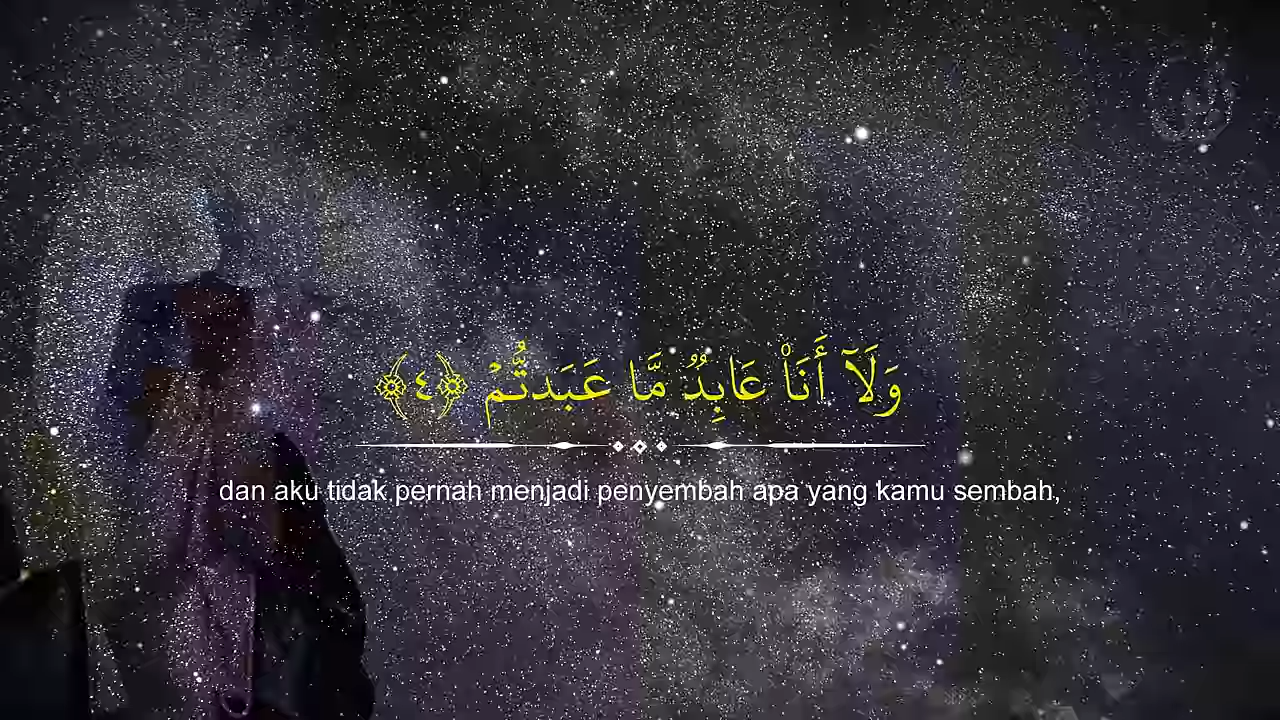 وَلَآ أَنَا۠ عَابِدٌۭ مَّا عَبَدتُّمْ ﴿٤﴾
dan aku tidak pernah menjadi penyembah apa yang kamu sembah,